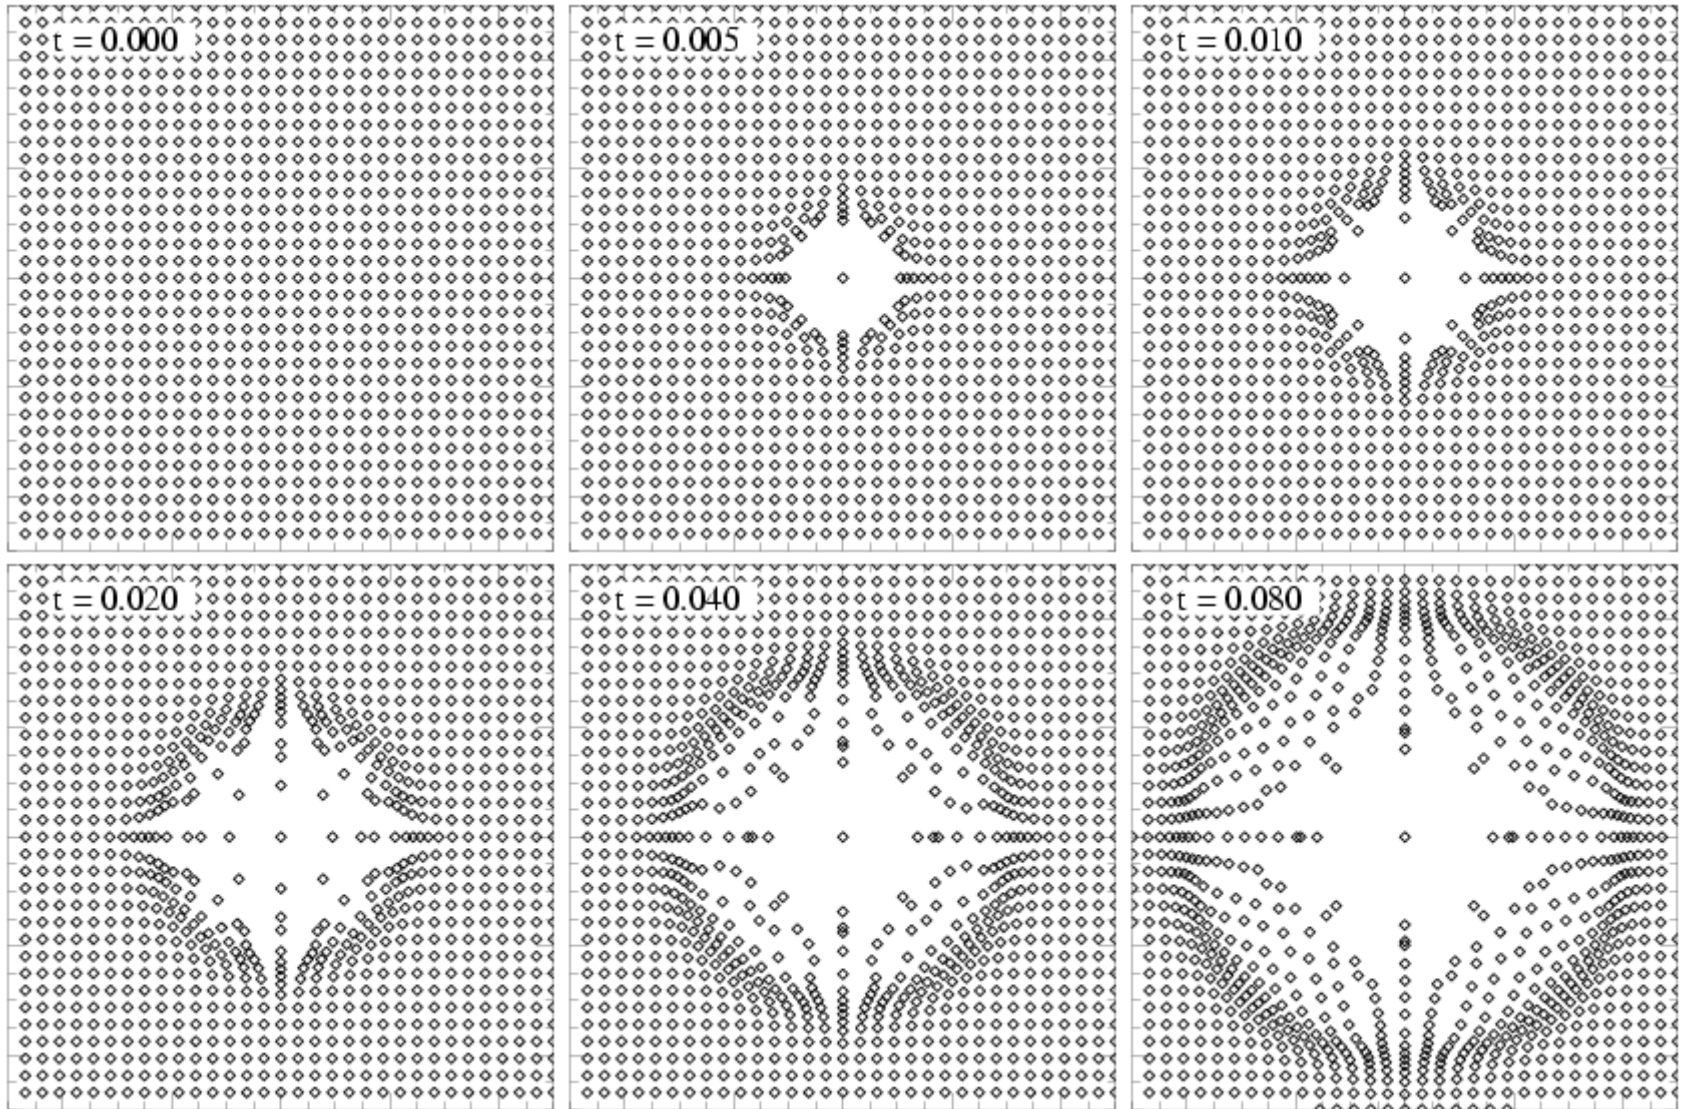 t = 0.000
t = 0.005
t = 0.010
t = 0.020
t = 0.040
t = 0.080